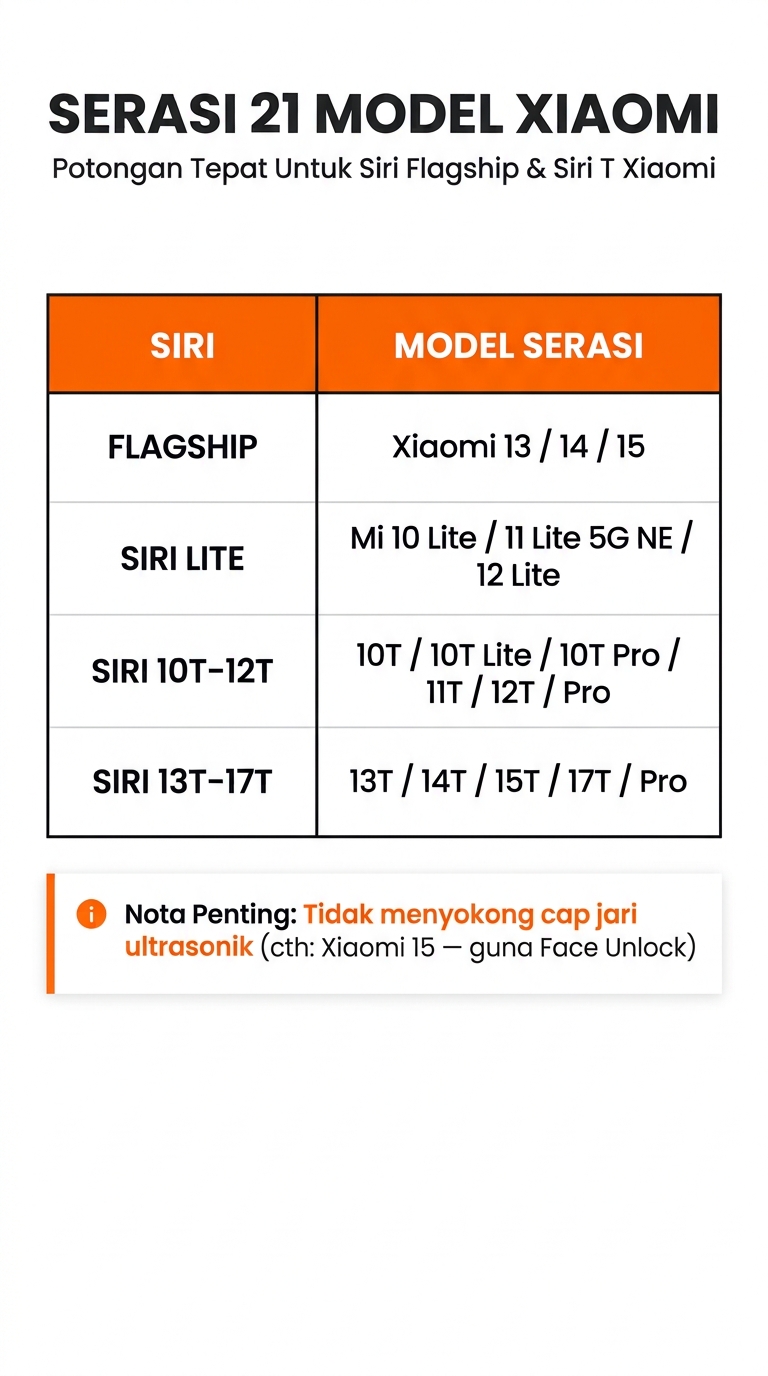 SERASI 21 MODEL XIAOMI
Potongan Tepat Untuk Siri Flagship & Siri T Xiaomi
SIRI
MODEL SERASI
FLAGSHIP
Xiaomi 13 / 14 / 15
SIRI LITE
Mi 10 Lite / 11 Lite 5G NE /
12 Lite
SIRI 10T–12T
10T / 10T Lite / 10T Pro /
11T / 12T / Pro
SIRI 13T–17T
13T / 14T / 15T / 17T / Pro
Nota Penting: Tidak menyokong cap jari
ultrasonik (cth: Xiaomi 15 — guna Face Unlock)